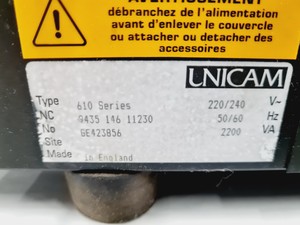 AVERTISSEMENT
débranchez de l'alimentation
avant d'enlever le couvercle
ou attacher ou detacher des
accessoires
UNICAM
Type 610 Series 220/240 V~
NC 9435 146 11230 50/60 Hz
No GE423856 2200 VA
Site
Made in England